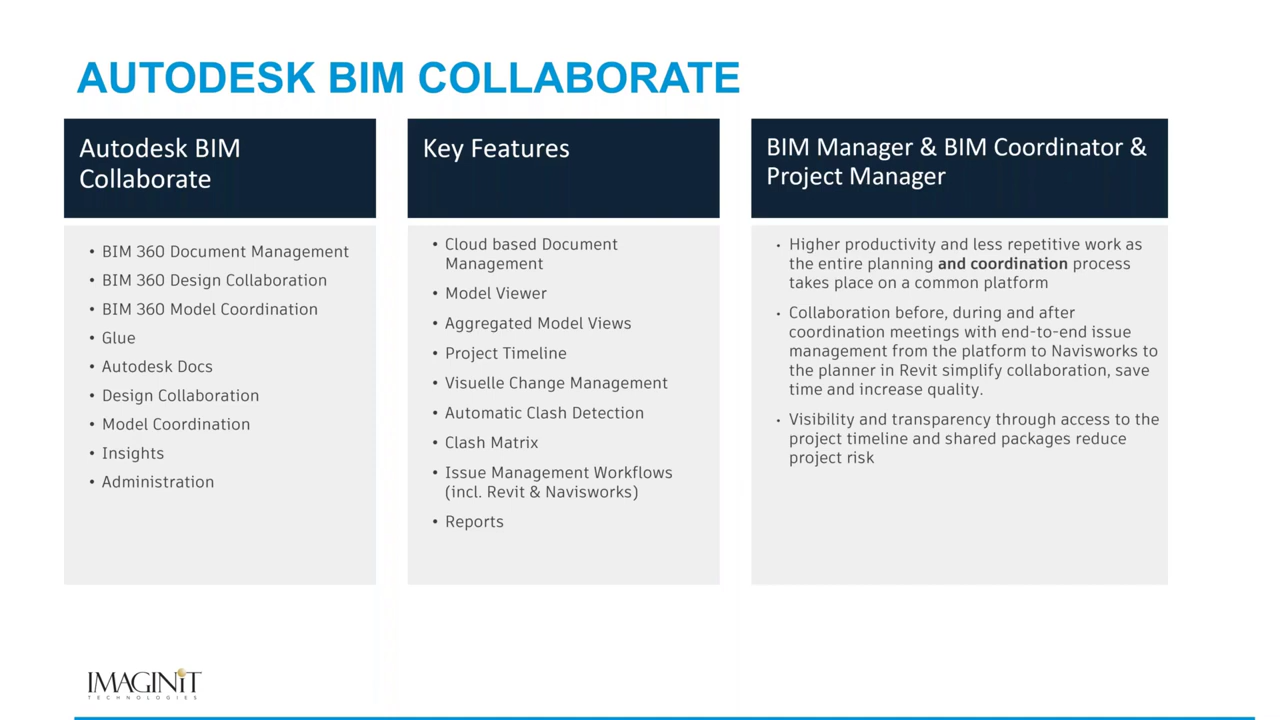 AUTODESK BIM COLLABORATE
Autodesk BIM
Collaborate
• BIM 360 Document Management
• BIM 360 Design Collaboration
• BIM 360 Model Coordination
• Glue
• Autodesk Docs
• Design Collaboration
• Model Coordination
• Insights
• Administration
Key Features
• Cloud based Document
Management
• Model Viewer
• Aggregated Model Views
• Project Timeline
• Visuelle Change Management
• Automatic Clash Detection
• Clash Matrix
• Issue Management Workflows
(incl. Revit & Navisworks)
• Reports
BIM Manager & BIM Coordinator &
Project Manager
• Higher productivity and less repetitive work as
the entire planning and coordination process
takes place on a common platform
• Collaboration before, during and after
coordination meetings with end-to-end issue
management from the platform to Navisworks to
the planner in Revit simplify collaboration, save
time and increase quality.
• Visibility and transparency through access to the
project timeline and shared packages reduce
project risk
IMAGINiT
TECHNOLOGIES